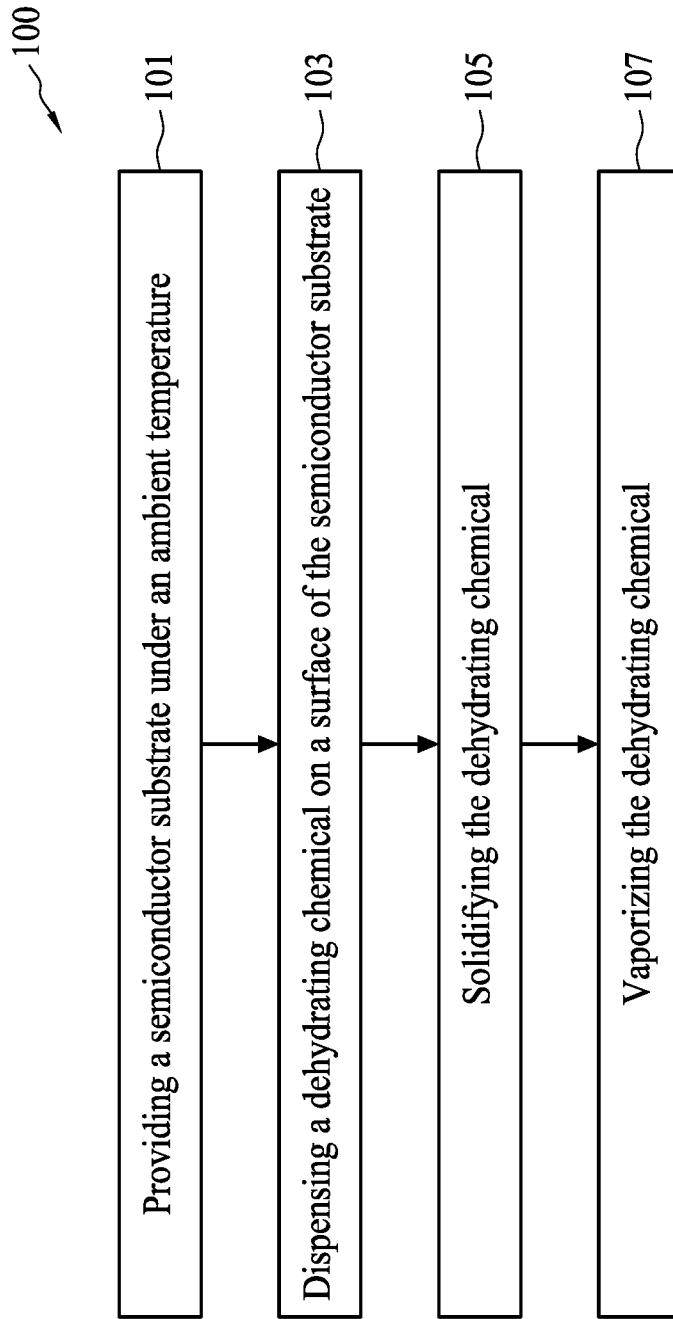 100
Providing a semiconductor substrate under an ambient temperature
101
Dispensing a dehydrating chemical on a surface of the semiconductor substrate
103
Solidifying the dehydrating chemical
105
Vaporizing the dehydrating chemical
107